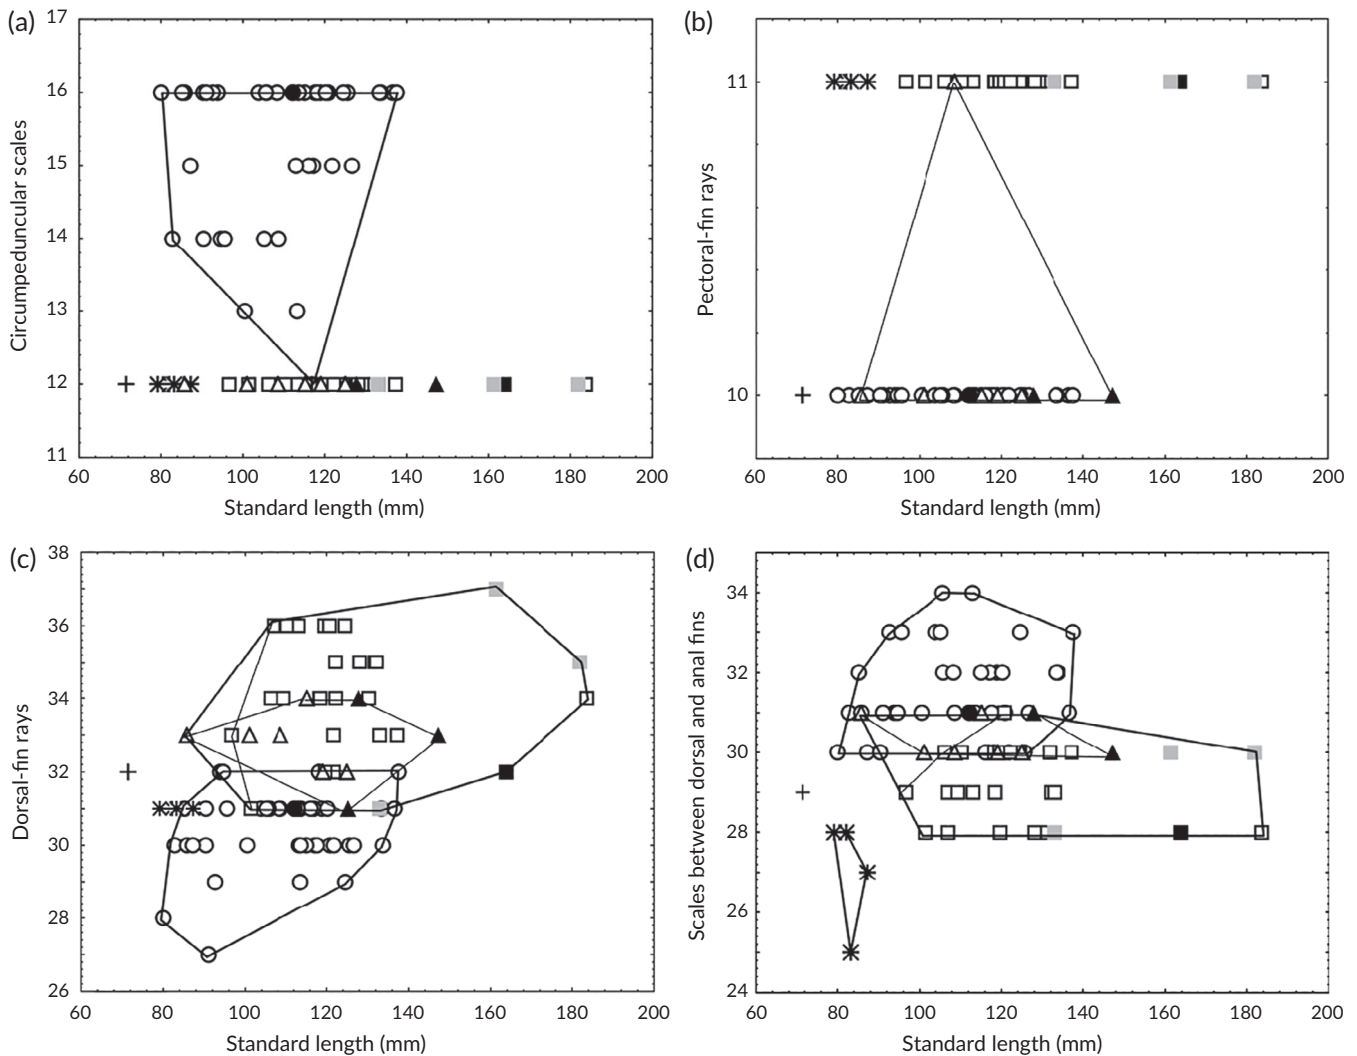 (a)
17
16
15
14
13
12
11
Circumpeduncular scales
60 80 100 120 140 160 180 200
Standard length (mm)
(b)
11
10
Pectoral-fin rays
60 80 100 120 140 160 180 200
Standard length (mm)
(c)
38
36
34
32
30
28
26
Dorsal-fin rays
60 80 100 120 140 160 180 200
Standard length (mm)
(d)
34
32
30
28
26
24
Scales between dorsal and anal fins
60 80 100 120 140 160 180 200
Standard length (mm)